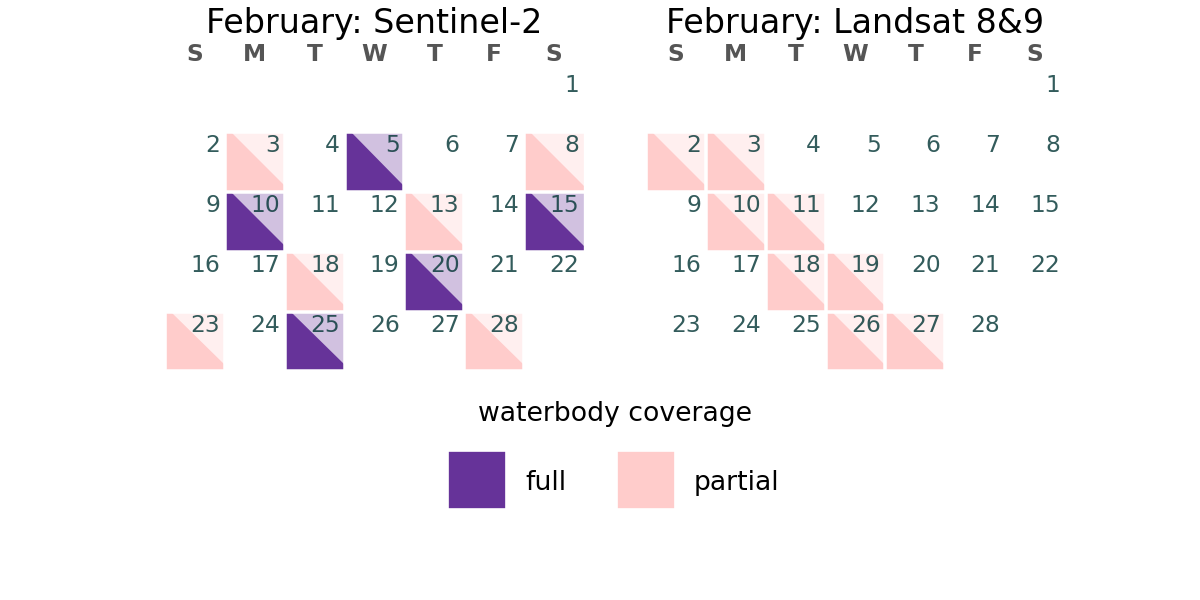 February: Sentinel-2
S M T W T F S
1
2 3 4 5 6 7 8
9 10 11 12 13 14 15
16 17 18 19 20 21 22
23 24 25 26 27 28
February: Landsat 8&9
S M T W T F S
1
2 3 4 5 6 7 8
9 10 11 12 13 14 15
16 17 18 19 20 21 22
23 24 25 26 27 28
waterbody coverage
full
partial